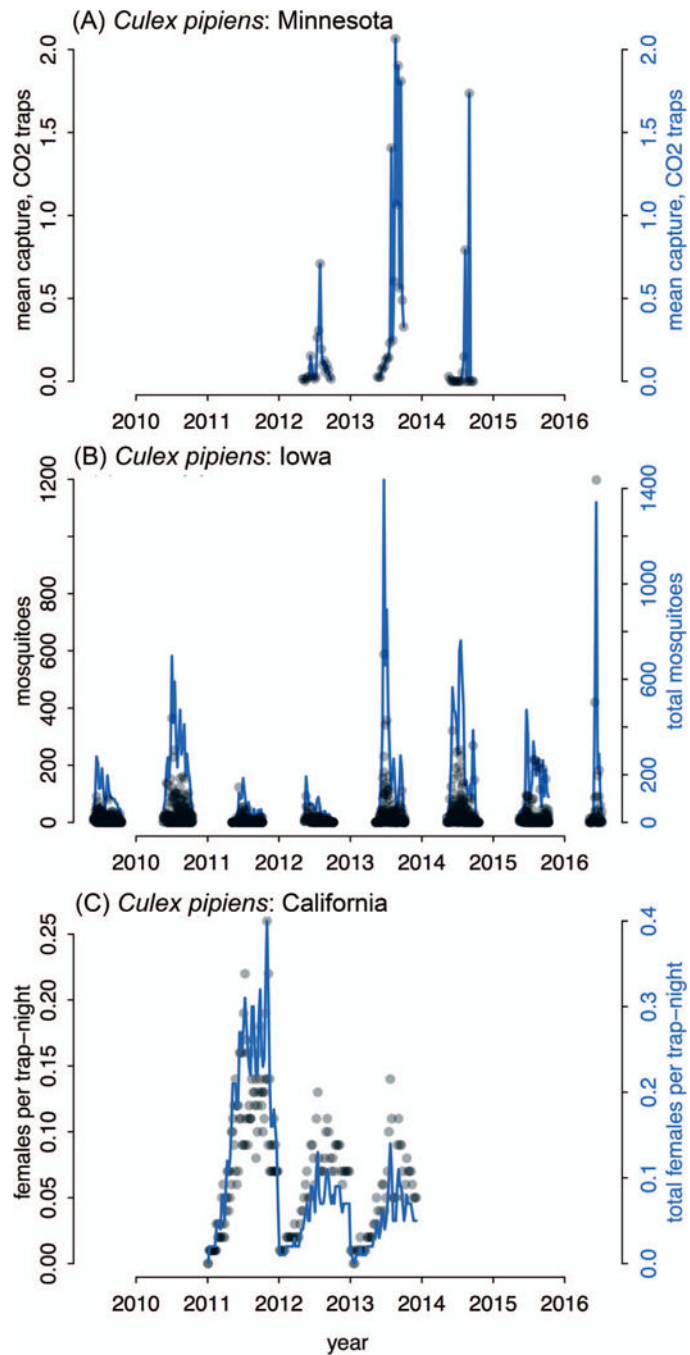 (A) Culex pipiens: Minnesota
mean capture, CO2 traps
0.0 0.5 1.0 1.5 2.0
mean capture, CO2 traps
0.0 0.5 1.0 1.5 2.0
2010 2011 2012 2013 2014 2015 2016
(B) Culex pipiens: Iowa
mosquitoes
0 200 400 600 800 1200
total mosquitoes
0 200 600 1000 1400
2010 2011 2012 2013 2014 2015 2016
(C) Culex pipiens: California
females per trap−night
0.00 0.05 0.10 0.15 0.20 0.25
total females per trap−night
0.0 0.1 0.2 0.3 0.4
2010 2011 2012 2013 2014 2015 2016
year